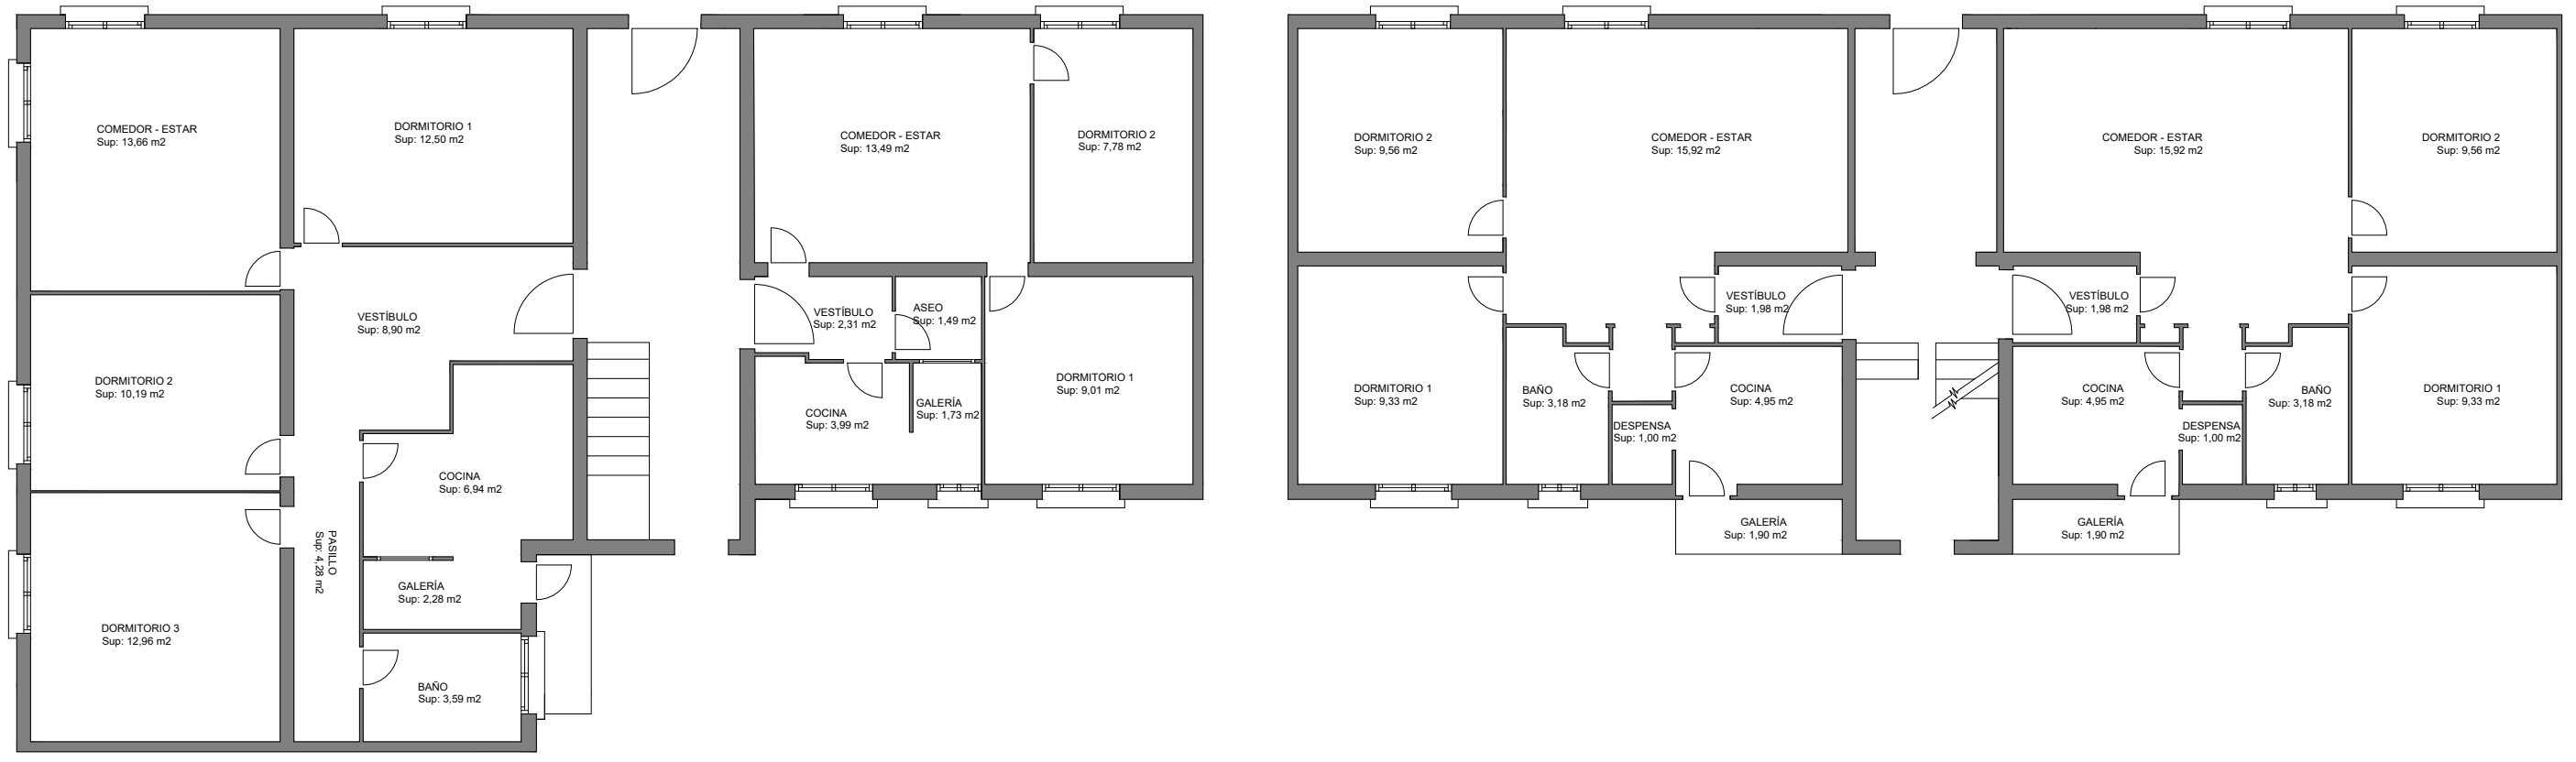 COMEDOR - ESTAR
Sup: 13,66 m2
DORMITORIO 1
Sup: 12,50 m2
VESTÍBULO
Sup: 8,90 m2
DORMITORIO 2
Sup: 10,19 m2
COCINA
Sup: 6,94 m2
PASILLO
Sup: 4,28 m2
GALERÍA
Sup: 2,28 m2
DORMITORIO 3
Sup: 12,96 m2
BAÑO
Sup: 3,59 m2
COMEDOR - ESTAR
Sup: 13,49 m2
DORMITORIO 2
Sup: 7,78 m2
VESTÍBULO
Sup: 2,31 m2
ASEO
Sup: 1,49 m2
DORMITORIO 1
Sup: 9,01 m2
COCINA
Sup: 3,99 m2
GALERÍA
Sup: 1,73 m2
DORMITORIO 2
Sup: 9,56 m2
COMEDOR - ESTAR
Sup: 15,92 m2
VESTÍBULO
Sup: 1,98 m2
DORMITORIO 1
Sup: 9,33 m2
BAÑO
Sup: 3,18 m2
COCINA
Sup: 4,95 m2
DESPENSA
Sup: 1,00 m2
GALERÍA
Sup: 1,90 m2
COMEDOR - ESTAR
Sup: 15,92 m2
DORMITORIO 2
Sup: 9,56 m2
VESTÍBULO
Sup: 1,98 m2
COCINA
Sup: 4,95 m2
BAÑO
Sup: 3,18 m2
DORMITORIO 1
Sup: 9,33 m2
DESPENSA
Sup: 1,00 m2
GALERÍA
Sup: 1,90 m2